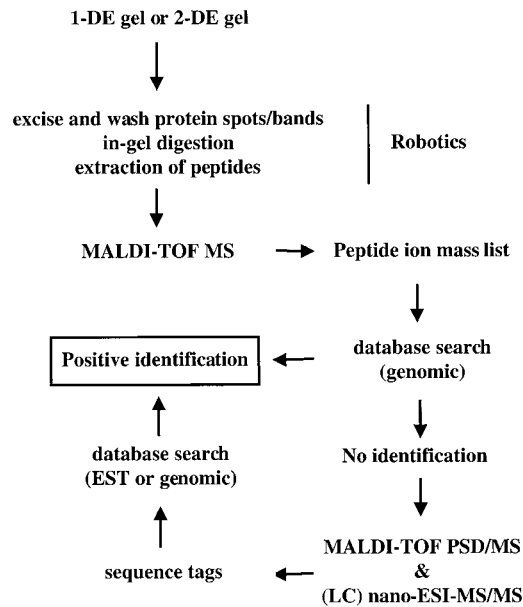 1-DE gel or 2-DE gel
excise and wash protein spots/bands
in-gel digestion
extraction of peptides
Robotics
MALDI-TOF MS
Peptide ion mass list
database search
(genomic)
Positive identification
No identification
database search
(EST or genomic)
MALDI-TOF PSD/MS
&
(LC) nano-ESI-MS/MS
sequence tags